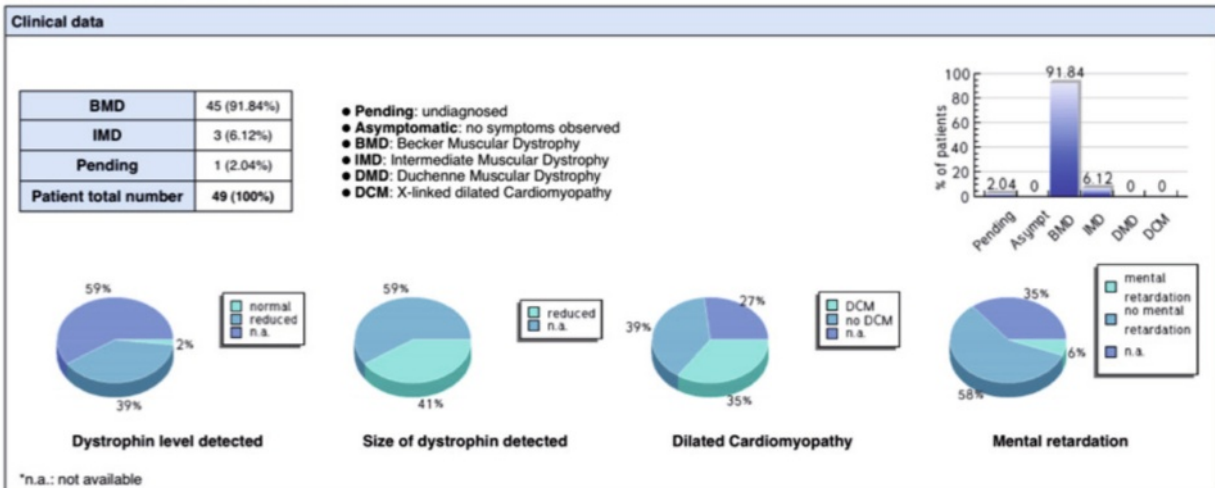 Clinical data
BMD 45 (91.84%)
IMD 3 (6.12%)
Pending 1 (2.04%)
Patient total number 49 (100%)
● Pending: undiagnosed
● Asymptomatic: no symptoms observed
● BMD: Becker Muscular Dystrophy
● IMD: Intermediate Muscular Dystrophy
● DMD: Duchenne Muscular Dystrophy
● DCM: X-linked dilated Cardiomyopathy
% of patients
100
80
60
40
20
0
2.04 0 91.84 6.12 0 0
Pending Asympt BMD IMD DMD DCM
59%
2%
39%
normal
reduced
n.a.
Dystrophin level detected
59%
41%
reduced
n.a.
Size of dystrophin detected
27%
39%
35%
DCM
no DCM
n.a.
Dilated Cardiomyopathy
35%
6%
58%
mental
retardation
no mental
retardation
n.a.
Mental retardation
*n.a.: not available